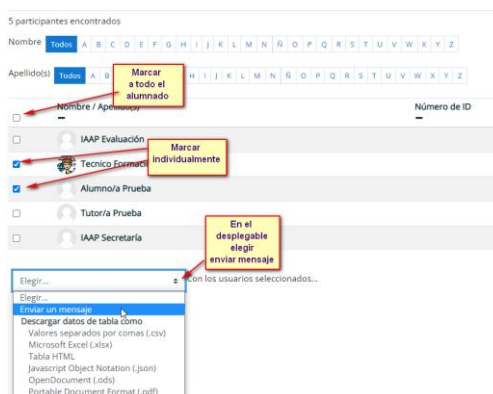 5 participantes encontrados
Nombre Todos A B C D E F G H I J K L M N Ñ O P Q R S T U V W X Y Z
Apellido(s) Todos A B H I J K L M N Ñ O P Q R S T U V W X Y Z
Marcar
a todo el
alumnado
Nombre / Apellido(s) Número de ID
IAAP Evaluación
Marcar
individualmente
Tecnico Formació
Alumno/a Prueba
Tutor/a Prueba
IAAP Secretaría
En el
desplegable
elegir
enviar mensaje
Elegir... Con los usuarios seleccionados...
Elegir...
Enviar un mensaje
Descargar datos de tabla como
Valores separados por comas (.csv)
Microsoft Excel (.xlsx)
Tabla HTML
Javascript Object Notation (.json)
OpenDocument (.ods)
Portable Document Format (.pdf)